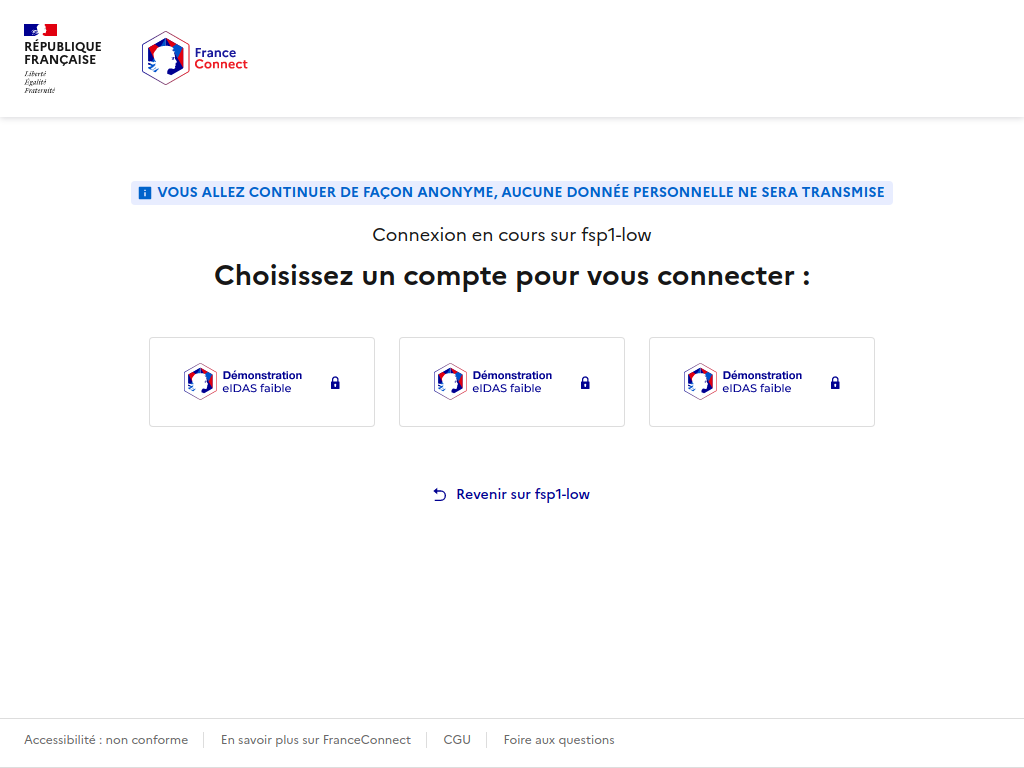 RÉPUBLIQUE
FRANÇAISE
Liberté
Égalité
Fraternité
France
Connect
VOUS ALLEZ CONTINUER DE FAÇON ANONYME, AUCUNE DONNÉE PERSONNELLE NE SERA TRANSMISE
Connexion en cours sur fsp1-low
Choisissez un compte pour vous connecter :
Démonstration
eIDAS faible
Démonstration
eIDAS faible
Démonstration
eIDAS faible
Revenir sur fsp1-low
Accessibilité : non conforme
En savoir plus sur FranceConnect
CGU
Foire aux questions